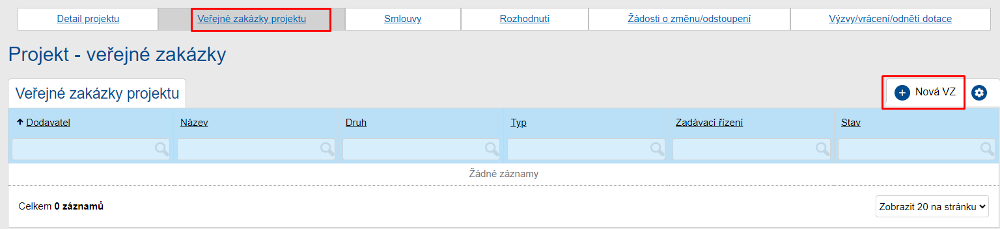 Detail projektu Veřejné zakázky projektu Smlouvy Rozhodnutí Žádosti o změnu/odstoupení Výzvy/vrácení/odnětí dotace
Projekt - veřejné zakázky
Veřejné zakázky projektu Nová VZ
Dodavatel Název Druh Typ Zadávací řízení Stav
Žádné záznamy
Celkem 0 záznamů Zobrazit 20 na stránku